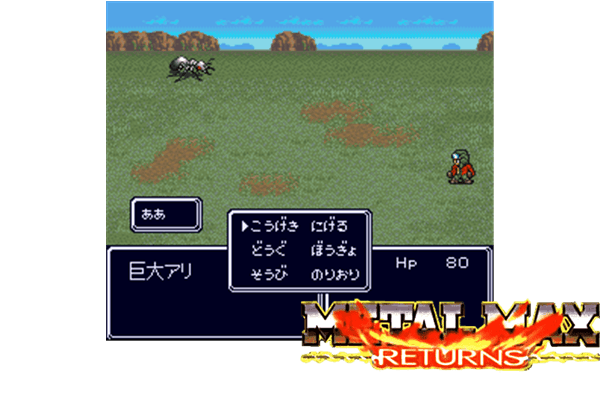 ああ
▶こうげき にげる
どうぐ ぼうぎょ
そうび のりおり
巨大アリ
Hp 80
METAL MAX
RETURNS